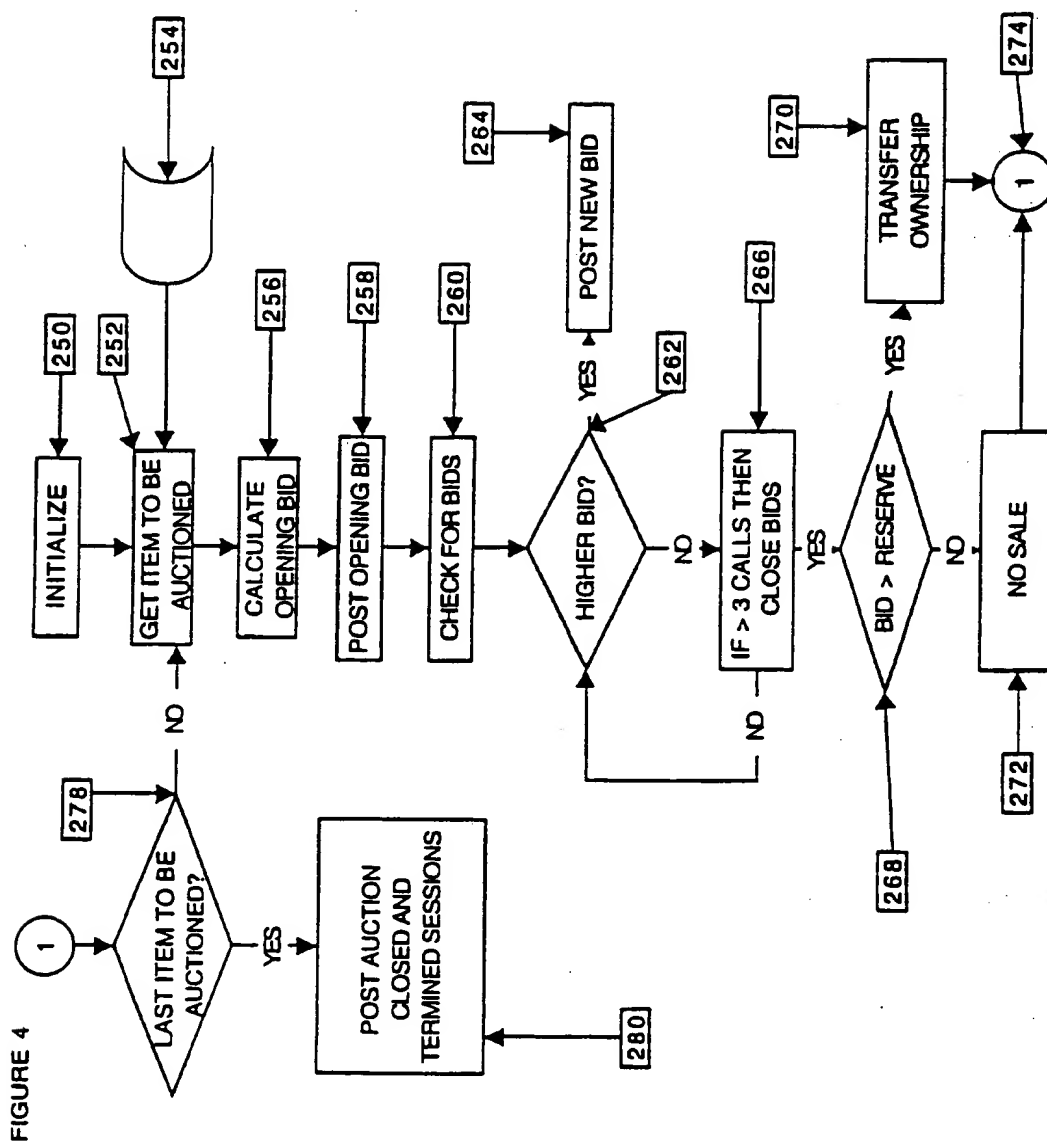 FIGURE 4
1
LAST ITEM TO BE
AUCTIONED?
278
NO
YES
POST AUCTION
CLOSED AND
TERMINED SESSIONS
280
INITIALIZE
250
GET ITEM TO BE
AUCTIONED
252
254
CALCULATE
OPENING BID
256
POST OPENING BID
258
CHECK FOR BIDS
260
HIGHER BID?
262
YES
POST NEW BID
264
NO
IF > 3 CALLS THEN
CLOSE BIDS
266
NO
YES
BID > RESERVE
268
YES
TRANSFER
OWNERSHIP
270
NO
NO SALE
272
1
274